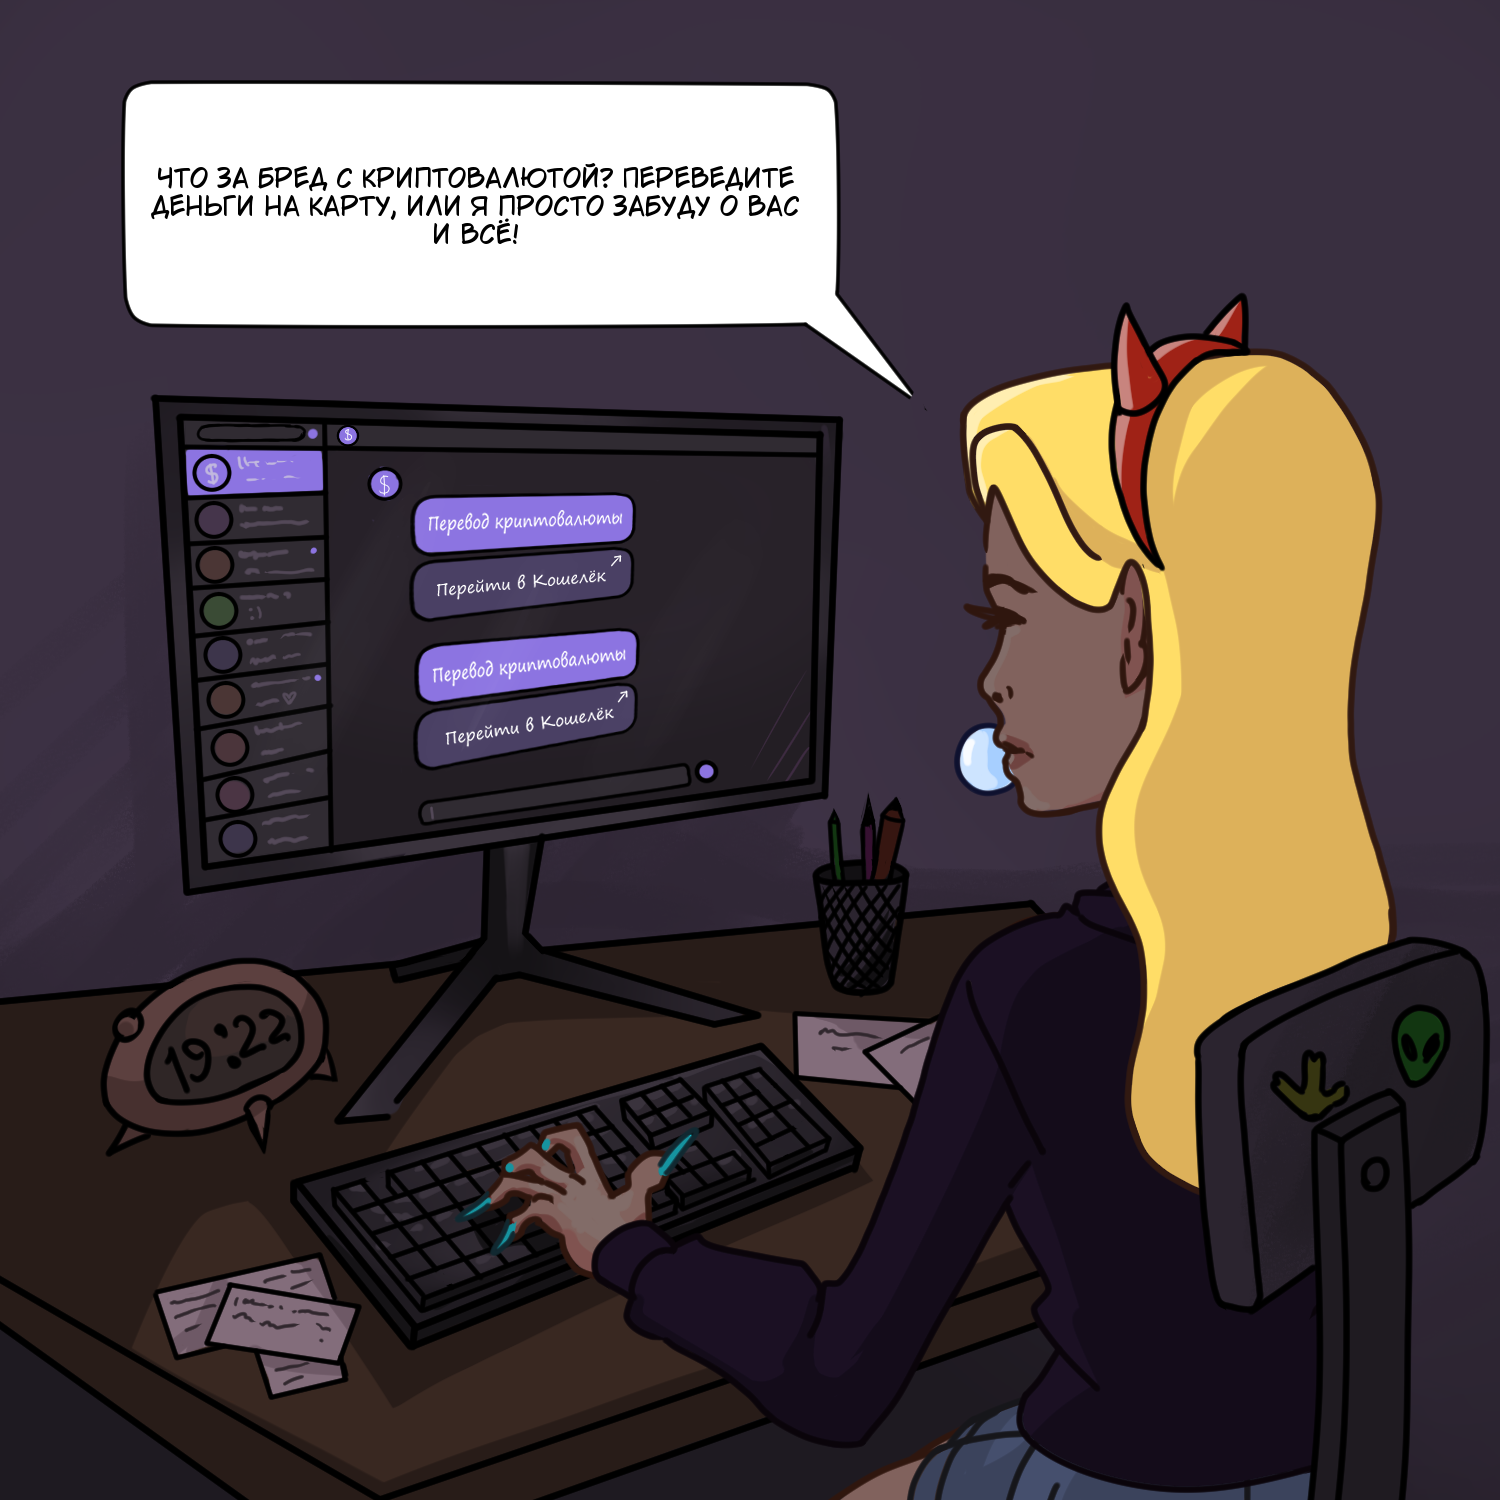 ЧТО ЗА БРЕД С КРИПТОВАЛЮТОЙ? ПЕРЕВЕДИТЕ
ДЕНЬГИ НА КАРТУ, ИЛИ Я ПРОСТО ЗАБУДУ О ВАС
И ВСЁ!
$
$
$
Перевод криптовалюты
Перейти в Кошелёк
:)
Перевод криптовалюты
Перейти в Кошелёк
19:22